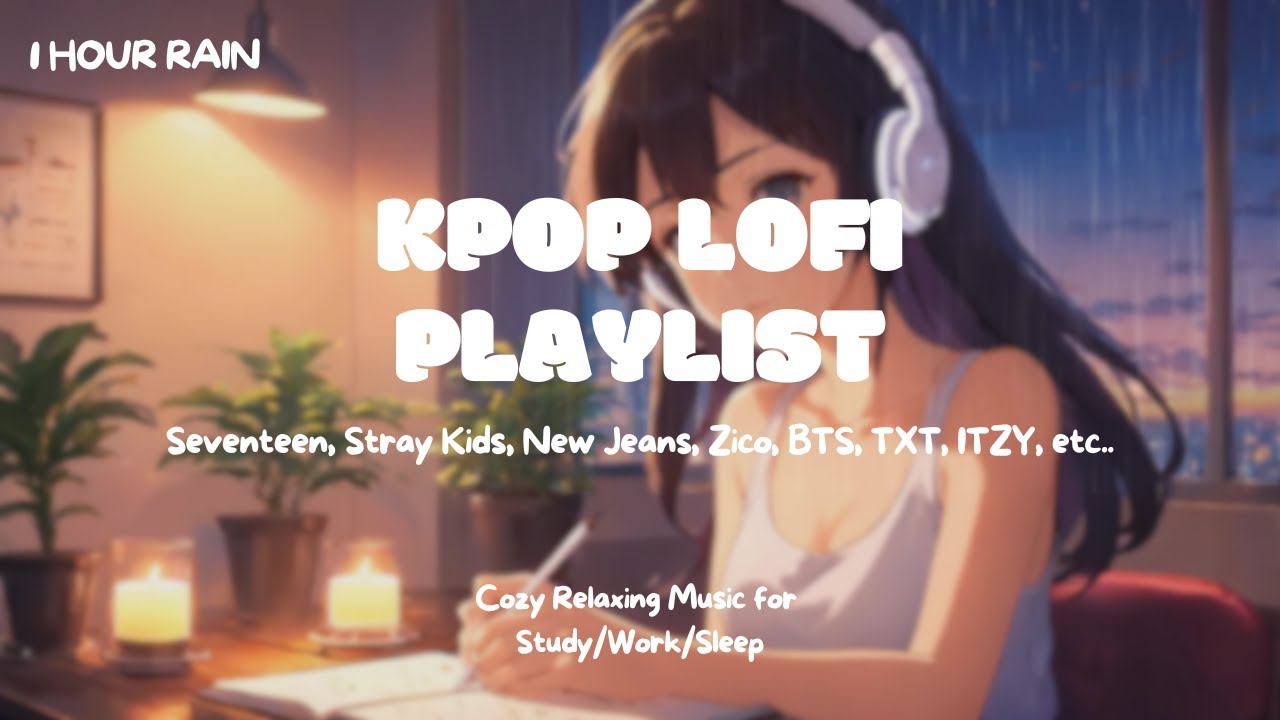 1 HOUR RAIN
KPOP LOFI
PLAYLIST
Seventeen, Stray Kids, New Jeans, Zico, BTS, TXT, ITZY, etc..
Cozy Relaxing Music for
Study/Work/Sleep